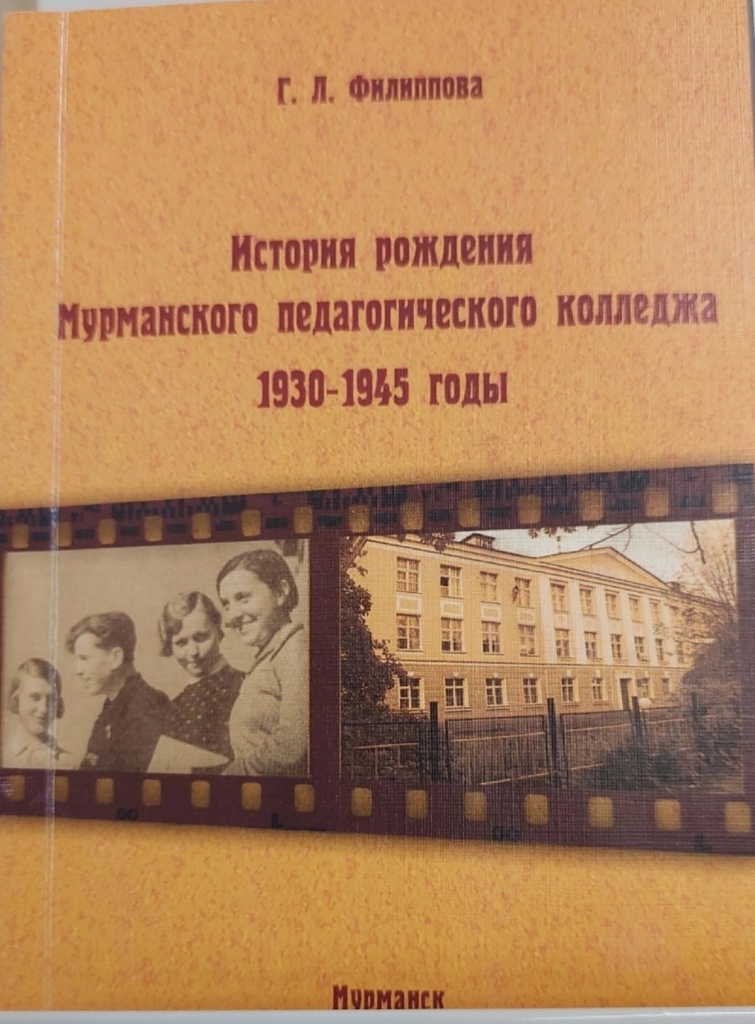 Г. Л. Филиппова
История рождения
Мурманского педагогического колледжа
1930-1945 годы
Мурманск